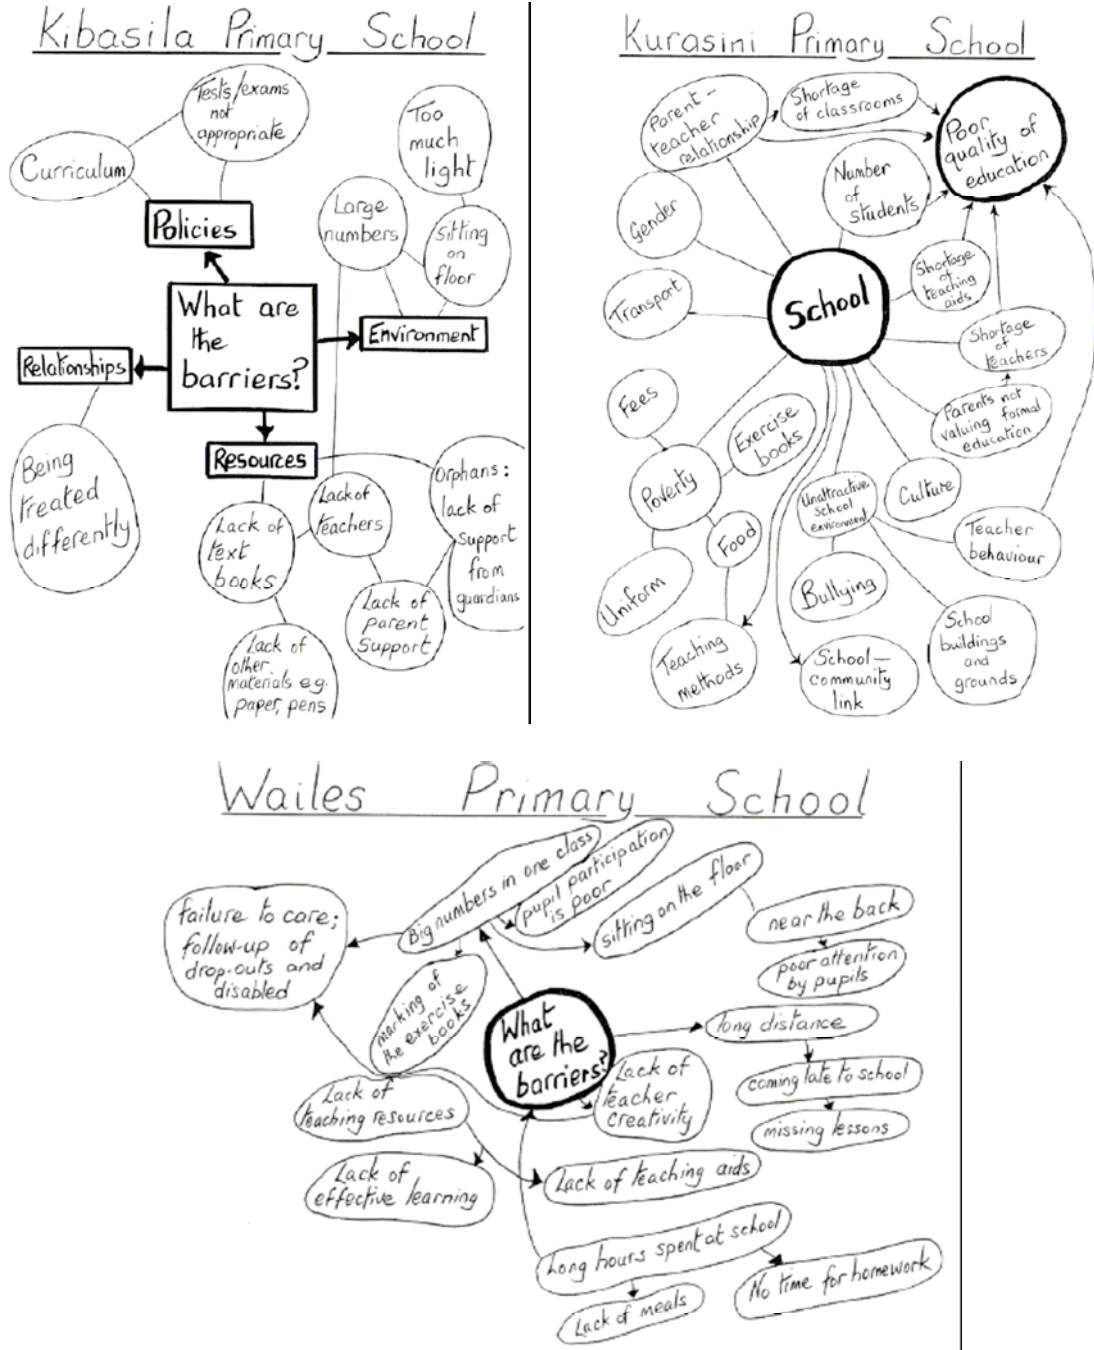 Kibasila Primary School
Tests/exams
not
appropriate
Curriculum
Policies
Too
much
light
Large
numbers
Sitting
on
floor
What are
the
barriers?
Environment
Relationships
Being
treated
differently
Resources
Lack of
text
books
Lack of
teachers
Orphans:
lack of
support
from
guardians
Lack of
parent
Support
Lack of
other
materials e.g.
paper, pens
Kurasini Primary School
Parent –
teacher
relationship
Shortage
of classrooms
Poor
quality of
education
Number
of
students
Gender
Shortage
of
teaching
aids
School
Transport
Shortage
of
teachers
Parents not
valuing formal
education
Fees
Exercise
books
Poverty
Food
Uniform
Teaching
methods
Unattractive
school
environment
Culture
Teacher
behaviour
Bullying
School –
community
link
School
buildings
and
grounds
Wailes Primary School
Big numbers in one class
pupil participation
is poor
sitting on the floor
near the back
poor attention
by pupils
failure to care;
follow-up of
drop-outs and
disabled
marking of
the exercise
books
What
are the
barriers?
long distance
coming late to school
missing lessons
Lack of
teacher
creativity
Lack of
teaching resources
Lack of
effective learning
Lack of teaching aids
Long hours spent at school
No time for homework
Lack of meals